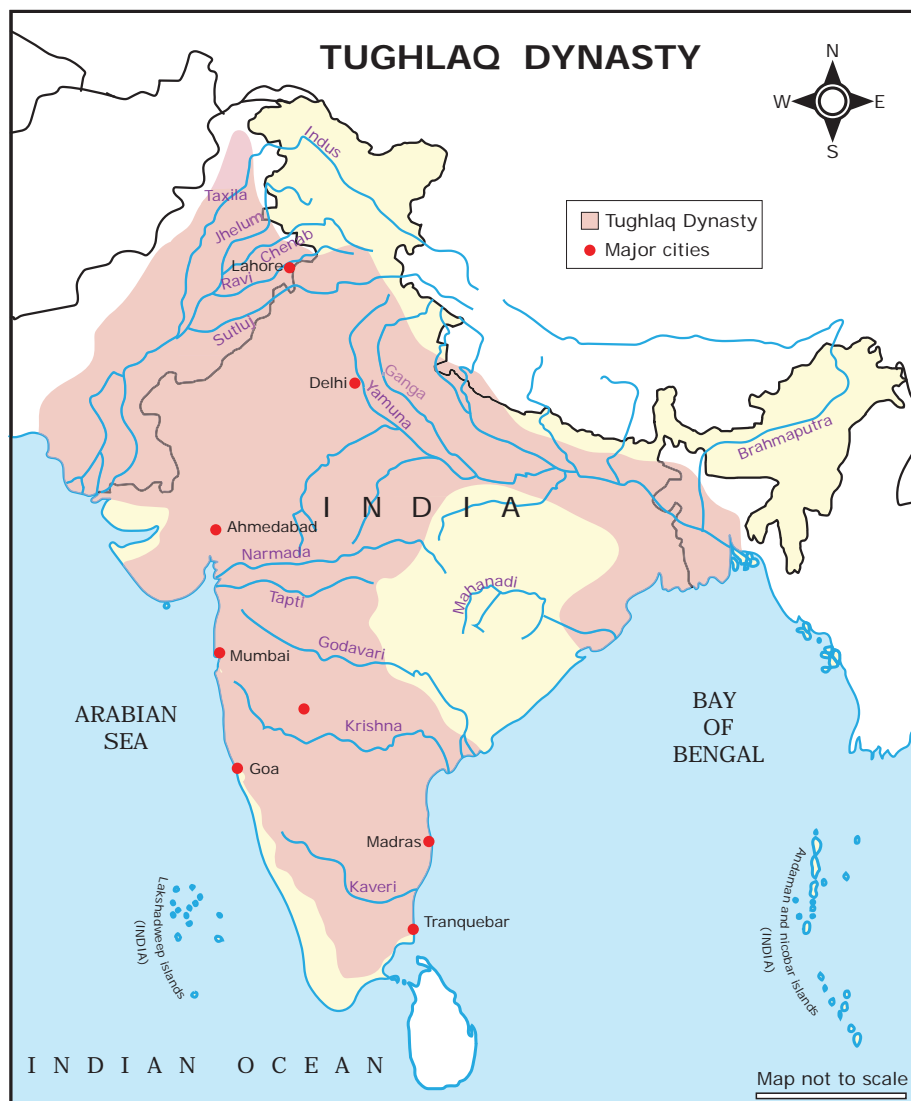 TUGHLAQ DYNASTY
N
W
E
S
Tughlaq Dynasty
Major cities
Indus
Taxila
Jhelum
Chenab
Lahore
Ravi
Sutluj
Delhi
Ganga
Yamuna
Brahmaputra
INDIA
Ahmedabad
Narmada
Tapti
Mahanadi
Godavari
Mumbai
ARABIAN
SEA
Krishna
BAY
OF
BENGAL
Goa
Madras
Kaveri
Tranquebar
Lakshadweep islands
(INDIA)
Andaman and nicobar islands
(INDIA)
INDIAN OCEAN
Map not to scale